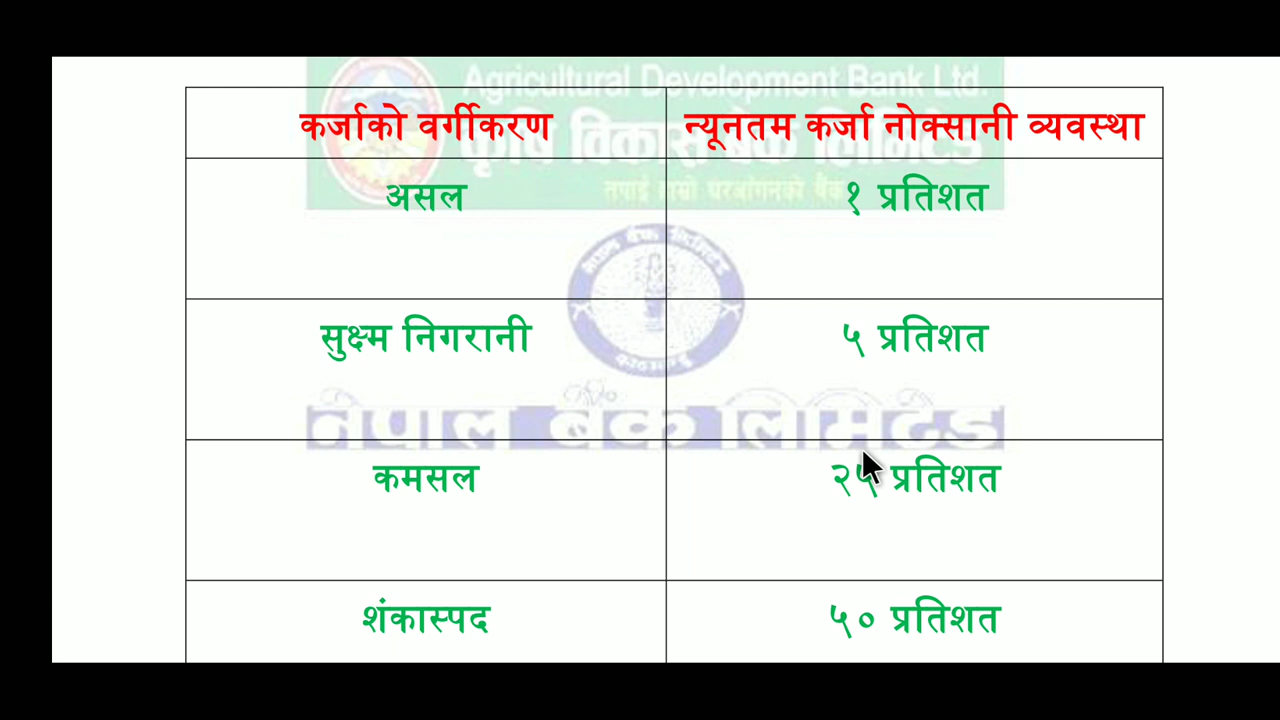 Agricultural Development Bank Ltd.
कृषि विकास बैंक लिमिटेड
कर्जाको वर्गीकरण न्यूनतम कर्जा नोक्सानी व्यवस्था
असल १ प्रतिशत
सुक्ष्म निगरानी ५ प्रतिशत
नेपाल बैंक लिमिटेड
कमसल २५ प्रतिशत
शंकास्पद ५० प्रतिशत